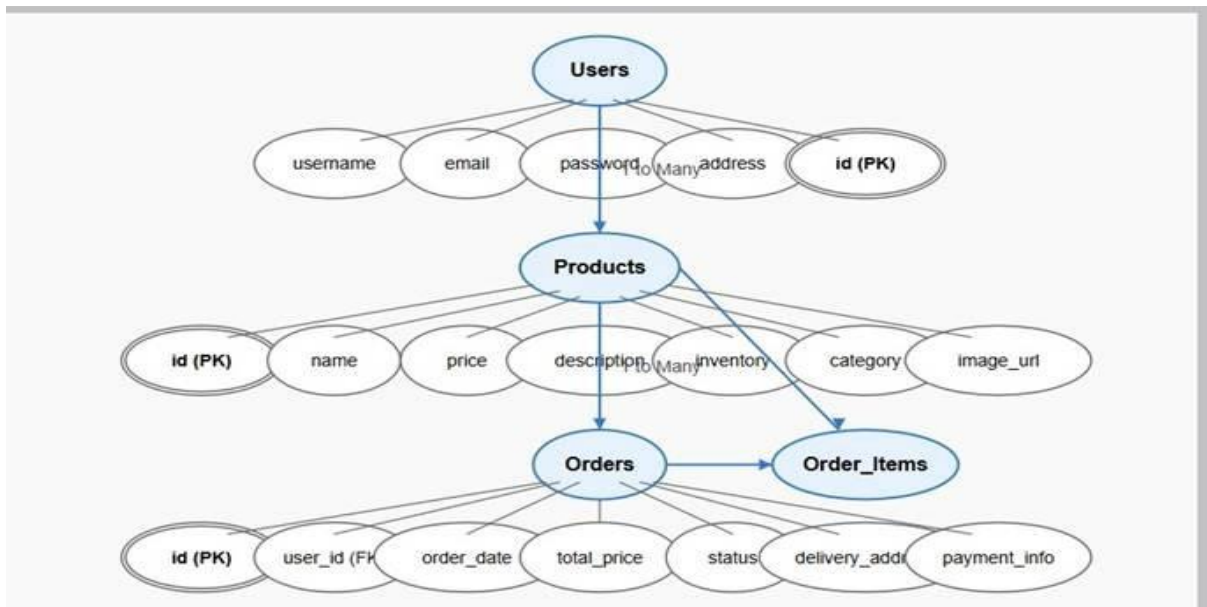 Users
username
email
password
address
id (PK)
to Many
Products
id (PK)
name
price
description
inventory
category
image_url
to Many
Orders
Order_Items
id (PK)
user_id (FK
order_date
total_price
status
delivery_addr
payment_info